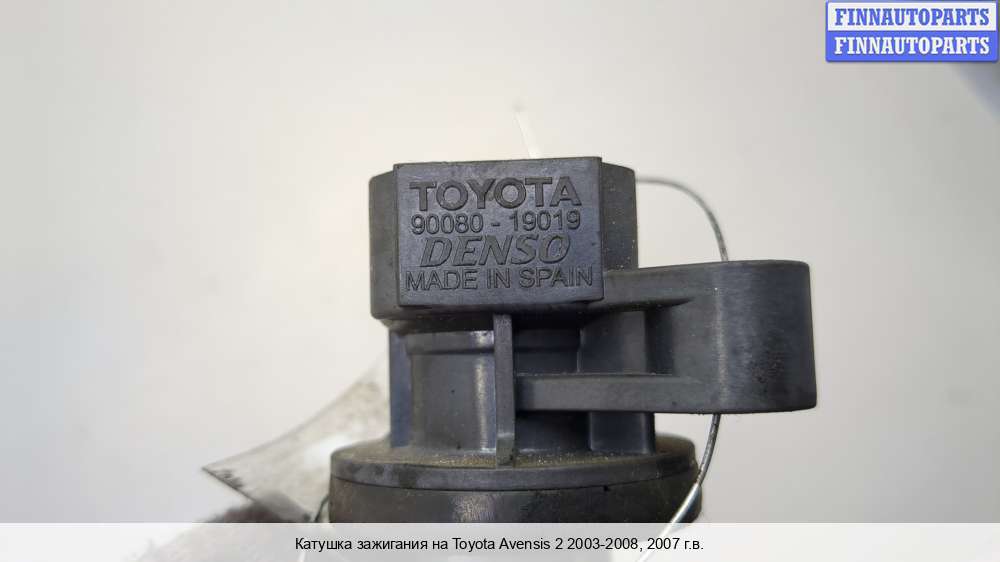 FINNAUTOPARTS
FINNAUTOPARTS
TOYOTA
90080 - 19019
DENSO
MADE IN SPAIN
Катушка зажигания на Toyota Avensis 2 2003-2008, 2007 г.в.